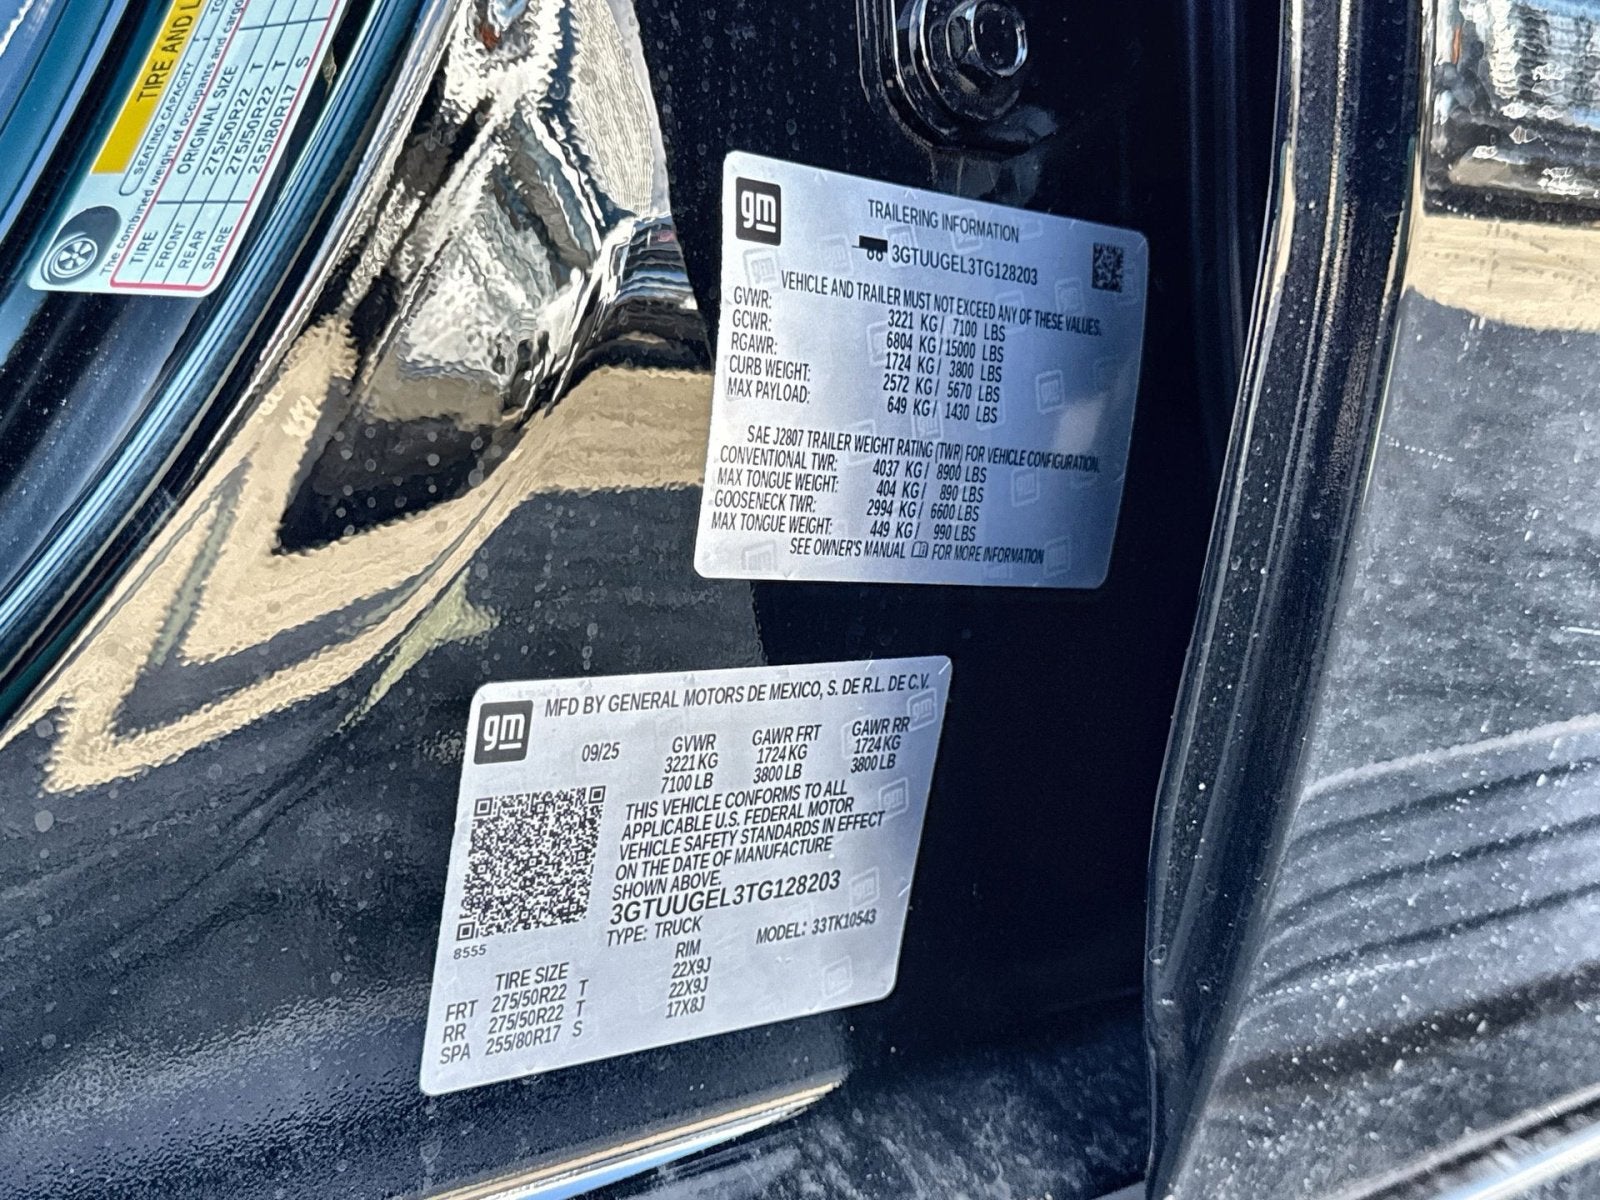 TIRE AND
SEATING CAPACITY
The combined weight of occupants and cargo
TIRE ORIGINAL SIZE
FRONT 275/50R22 T
REAR 275/50R22 T
SPARE 255/80R17 S
gm
TRAILERING INFORMATION
3GTUUGEL3TG128203
VEHICLE AND TRAILER MUST NOT EXCEED ANY OF THESE VALUES.
GVWR: 3221 KG/ 7100 LBS
GCWR: 6804 KG/15000 LBS
RGAWR: 1724 KG/ 3800 LBS
CURB WEIGHT: 2572 KG/ 5670 LBS
MAX PAYLOAD: 649 KG/ 1430 LBS
SAE J2807 TRAILER WEIGHT RATING (TWR) FOR VEHICLE CONFIGURATION.
CONVENTIONAL TWR: 4037 KG/ 8900 LBS
MAX TONGUE WEIGHT: 404 KG/ 890 LBS
GOOSENECK TWR: 2994 KG/ 6600 LBS
MAX TONGUE WEIGHT: 449 KG/ 990 LBS
SEE OWNER'S MANUAL FOR MORE INFORMATION
gm
MFD BY GENERAL MOTORS DE MEXICO, S. DE R.L. DE C.V.
09/25 GVWR GAWR FRT GAWR RR
3221 KG 1724 KG 1724 KG
7100 LB 3800 LB 3800 LB
THIS VEHICLE CONFORMS TO ALL
APPLICABLE U.S. FEDERAL MOTOR
VEHICLE SAFETY STANDARDS IN EFFECT
ON THE DATE OF MANUFACTURE
SHOWN ABOVE.
3GTUUGEL3TG128203
TYPE: TRUCK MODEL: 33TK10543
8555
TIRE SIZE RIM
FRT 275/50R22 T 22X9J
RR 275/50R22 T 22X9J
SPA 255/80R17 S 17X8J